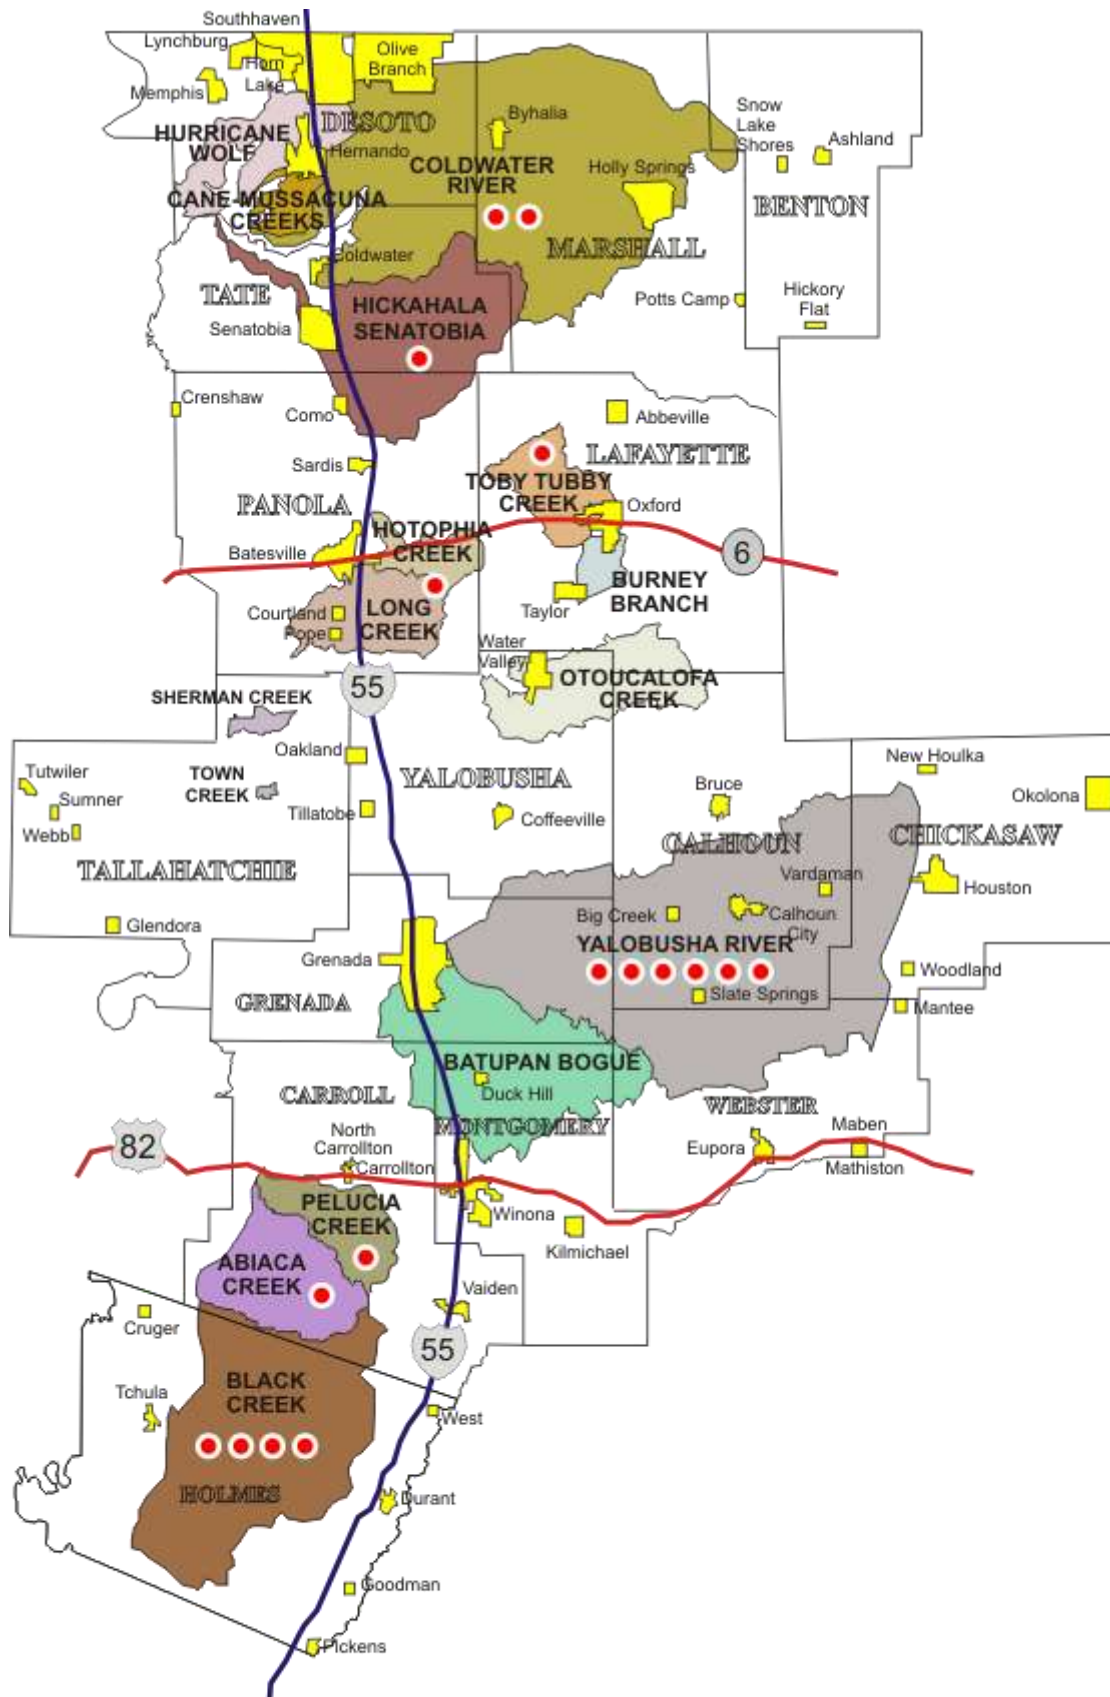 Southhaven
Lynchburg
Horn
Lake
Olive
Branch
Memphis
DESOTO
HURRICANE
WOLF
Hernando
Byhalia
COLDWATER
RIVER
Holly Springs
Snow
Lake
Shores
Ashland
BENTON
CANE-MUSSACUNA
CREEKS
MARSHALL
Coldwater
TATE
Senatobia
HICKAHALA
SENATOBIA
Potts Camp
Hickory
Flat
Crenshaw
Como
Abbeville
LAFAYETTE
Sardis
TOBY TUBBY
CREEK
PANOLA
Oxford
HOTOPHIA
CREEK
Batesville
6
BURNEY
BRANCH
Taylor
Courtland
Pope
LONG
CREEK
Water
Valley
OTOUCALOFA
CREEK
55
SHERMAN CREEK
Oakland
New Houlka
Tutwiler
Sumner
Webb
TOWN
CREEK
YALOBUSHA
Bruce
Okolona
Tillatobe
Coffeeville
CALHOUN
CHICKASAW
TALLAHATCHIE
Vardaman
Houston
Glendora
Big Creek
Calhoun
City
YALOBUSHA RIVER
Grenada
Woodland
GRENADA
Slate Springs
Mantee
BATUPAN BOGUE
Duck Hill
CARROLL
MONTGOMERY
WEBSTER
82
North
Carrollton
Carrollton
Eupora
Maben
Mathiston
PELUCIA
CREEK
Winona
Kilmichael
ABIACA
CREEK
Vaiden
Cruger
55
BLACK
CREEK
Tchula
West
HOLMES
Durant
Goodman
Pickens